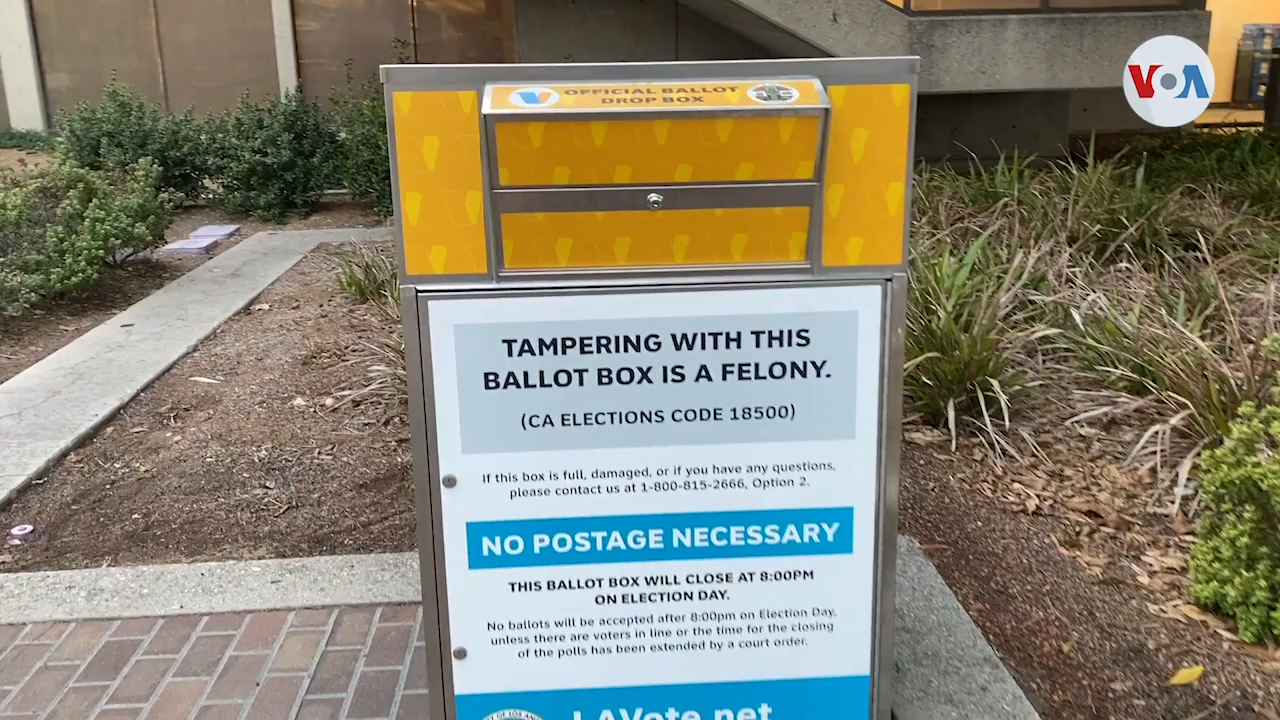 VOA
OFFICIAL BALLOT
DROP BOX
TAMPERING WITH THIS
BALLOT BOX IS A FELONY.
(CA ELECTIONS CODE 18500)
If this box is full, damaged, or if you have any questions,
please contact us at 1-800-815-2666, Option 2.
NO POSTAGE NECESSARY
THIS BALLOT BOX WILL CLOSE AT 8:00PM
ON ELECTION DAY.
No ballots will be accepted after 8:00pm on Election Day,
unless there are voters in line or the time for the closing
of the polls has been extended by a court order.
LAVote.net